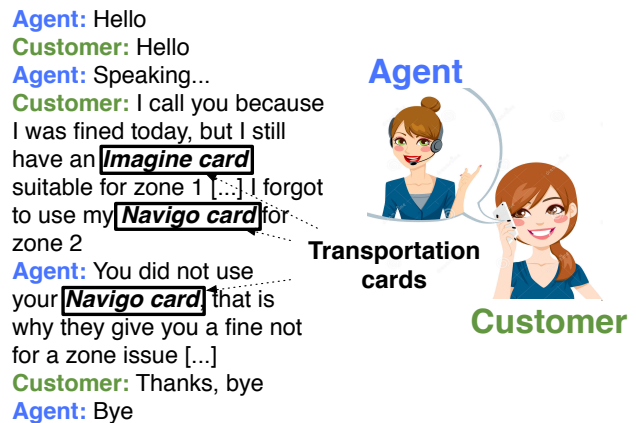 Agent: Hello
Customer: Hello
Agent: Speaking...
Customer: I call you because
I was fined today, but I still
have an Imagine card
suitable for zone 1 [...] I forgot
to use my Navigo card for
zone 2
Agent: You did not use
your Navigo card, that is
why they give you a fine not
for a zone issue [...]
Customer: Thanks, bye
Agent: Bye
Agent
Transportation
cards
Customer